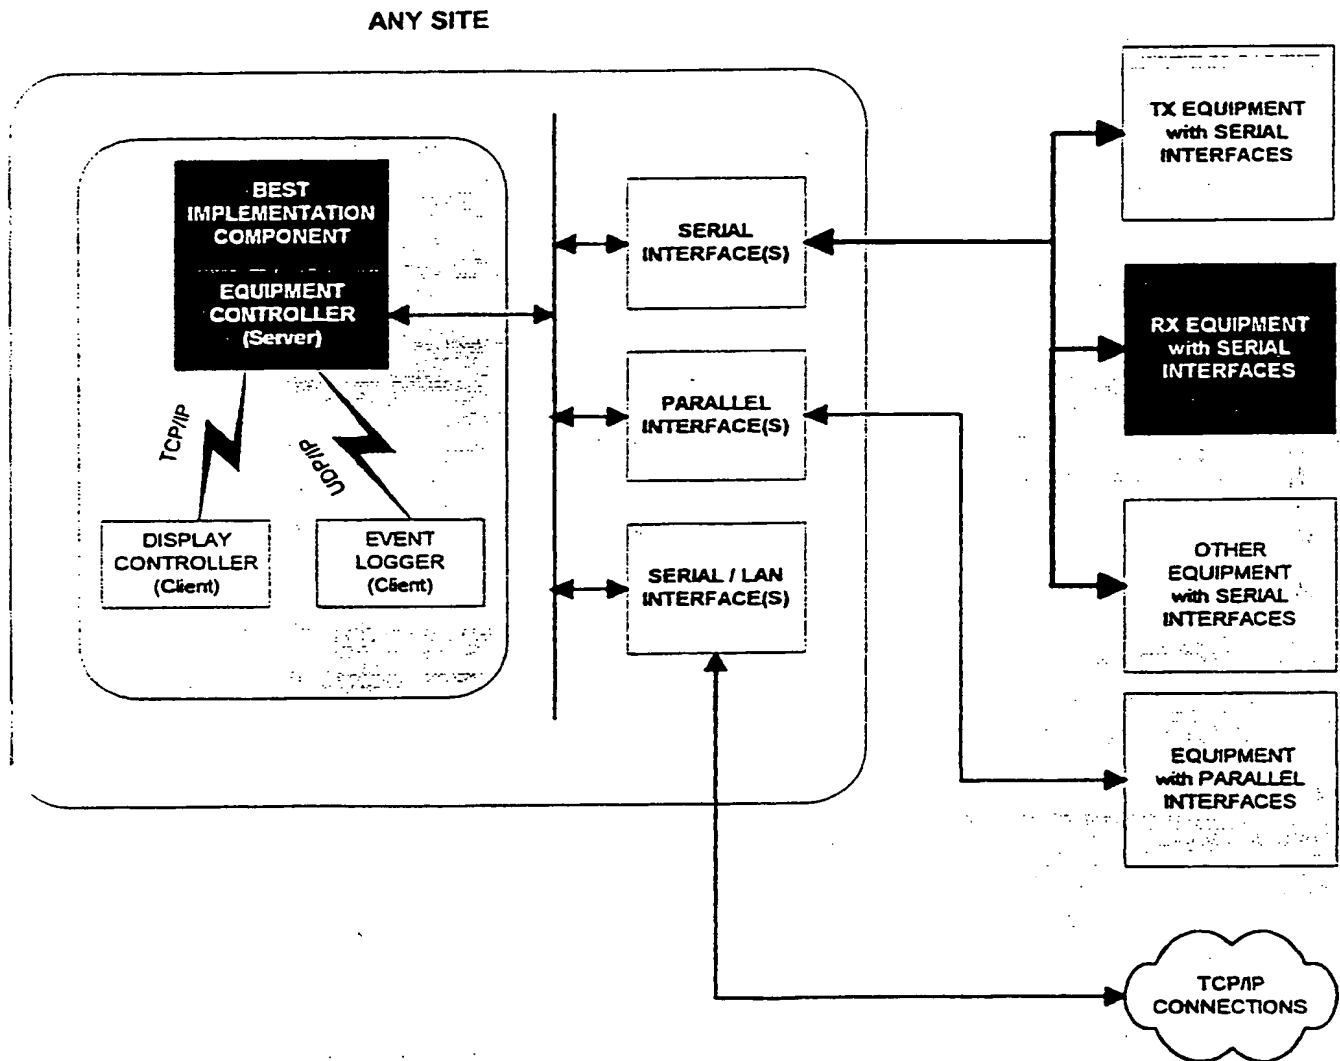 ANY SITE
BEST
IMPLEMENTATION
COMPONENT
EQUIPMENT
CONTROLLER
(Server)
TCP/IP
UDP/IP
DISPLAY
CONTROLLER
(Client)
EVENT
LOGGER
(Client)
SERIAL
INTERFACE(S)
PARALLEL
INTERFACE(S)
SERIAL / LAN
INTERFACE(S)
TX EQUIPMENT
with SERIAL
INTERFACES
RX EQUIPMENT
with SERIAL
INTERFACES
OTHER
EQUIPMENT
with SERIAL
INTERFACES
EQUIPMENT
with PARALLEL
INTERFACES
TCP/IP
CONNECTIONS